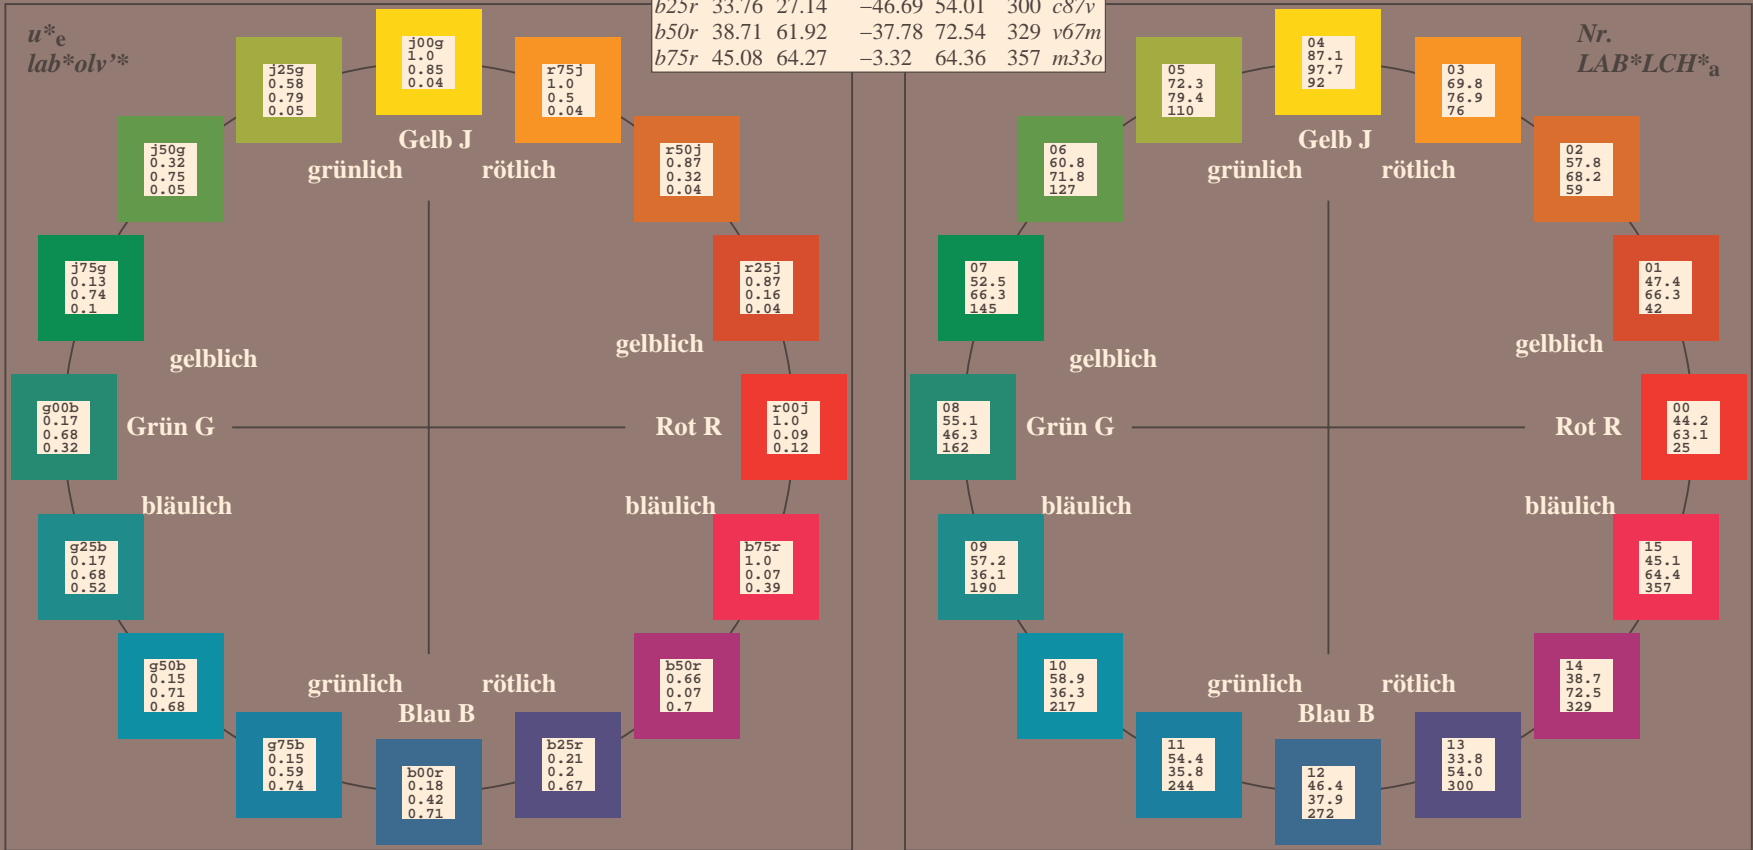 b25r 33.76 27.14 −46.69 54.01 300 c87v
b50r 38.71 61.92 −37.78 72.54 329 v67m
b75r 45.08 64.27 −3.32 64.36 357 m33o
u*e
lab*olv'*
j00g
1.0
0.85
0.04
j25g
0.58
0.79
0.05
r75j
1.0
0.5
0.04
j50g
0.32
0.75
0.05
r50j
0.87
0.32
0.04
Gelb J
grünlich rötlich
j75g
0.13
0.74
0.1
r25j
0.87
0.16
0.04
gelblich
gelblich
g00b
0.17
0.68
0.32
Grün G
Rot R
r00j
1.0
0.09
0.12
bläulich
bläulich
g25b
0.17
0.68
0.52
b75r
1.0
0.07
0.39
g50b
0.15
0.71
0.68
b50r
0.66
0.07
0.7
grünlich rötlich
Blau B
g75b
0.15
0.59
0.74
b00r
0.18
0.42
0.71
b25r
0.21
0.2
0.67
Nr.
LAB*LCH*a
04
87.1
97.7
92
05
72.3
79.4
110
03
69.8
76.9
76
06
60.8
71.8
127
02
57.8
68.2
59
Gelb J
grünlich rötlich
07
52.5
66.3
145
01
47.4
66.3
42
gelblich
gelblich
08
55.1
46.3
162
Grün G
Rot R
00
44.2
63.1
25
bläulich
bläulich
09
57.2
36.1
190
15
45.1
64.4
357
10
58.9
36.3
217
14
38.7
72.5
329
grünlich rötlich
Blau B
11
54.4
35.8
244
12
46.4
37.9
272
13
33.8
54.0
300